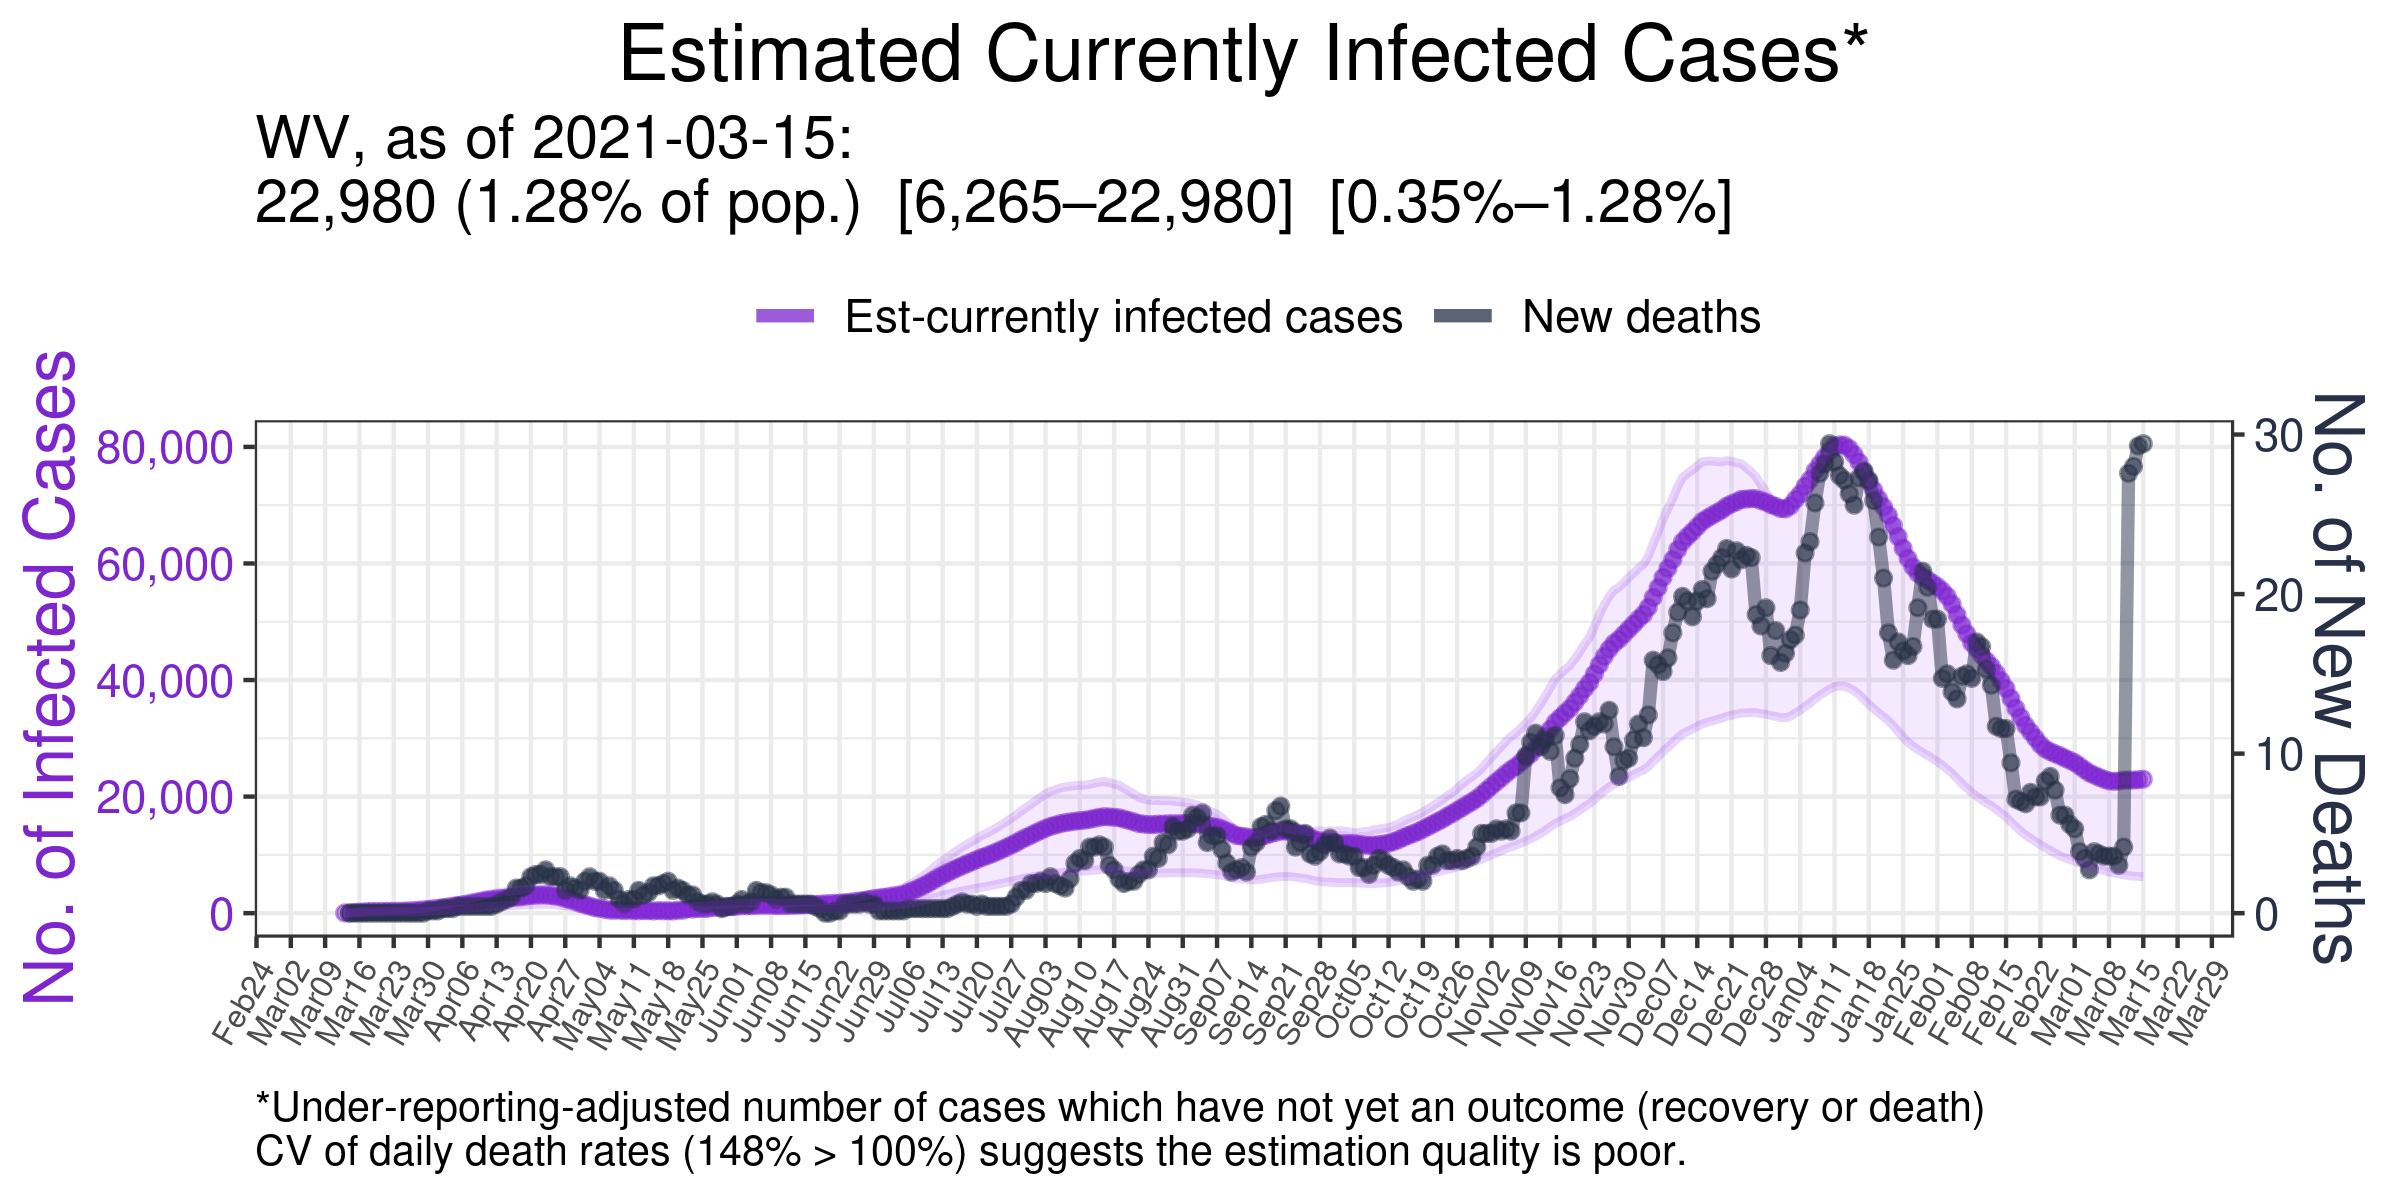 Estimated Currently Infected Cases*
WV, as of 2021-03-15:
22,980 (1.28% of pop.)  [6,265–22,980]  [0.35%–1.28%]
Est-currently infected cases
New deaths
No. of Infected Cases
80,000
60,000
40,000
20,000
0
30
20
10
0
No. of New Deaths
Feb24
Mar02
Mar09
Mar16
Mar23
Mar30
Apr06
Apr13
Apr20
Apr27
May04
May11
May18
May25
Jun01
Jun08
Jun15
Jun22
Jun29
Jul06
Jul13
Jul20
Jul27
Aug03
Aug10
Aug17
Aug24
Aug31
Sep07
Sep14
Sep21
Sep28
Oct05
Oct12
Oct19
Oct26
Nov02
Nov09
Nov16
Nov23
Nov30
Dec07
Dec14
Dec21
Dec28
Jan04
Jan11
Jan18
Jan25
Feb01
Feb08
Feb15
Feb22
Mar01
Mar08
Mar15
Mar22
Mar29
*Under-reporting-adjusted number of cases which have not yet an outcome (recovery or death)
CV of daily death rates (148% > 100%) suggests the estimation quality is poor.